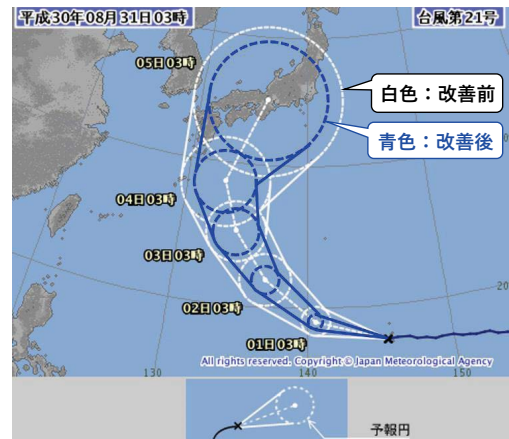 平成30年08月31日03時
台風第21号
05日03時
白色：改善前
青色：改善後
04日03時
03日03時
02日03時
01日03時
All rights reserved. Copyright © Japan Meteorological Agency
130
140
150
予報円